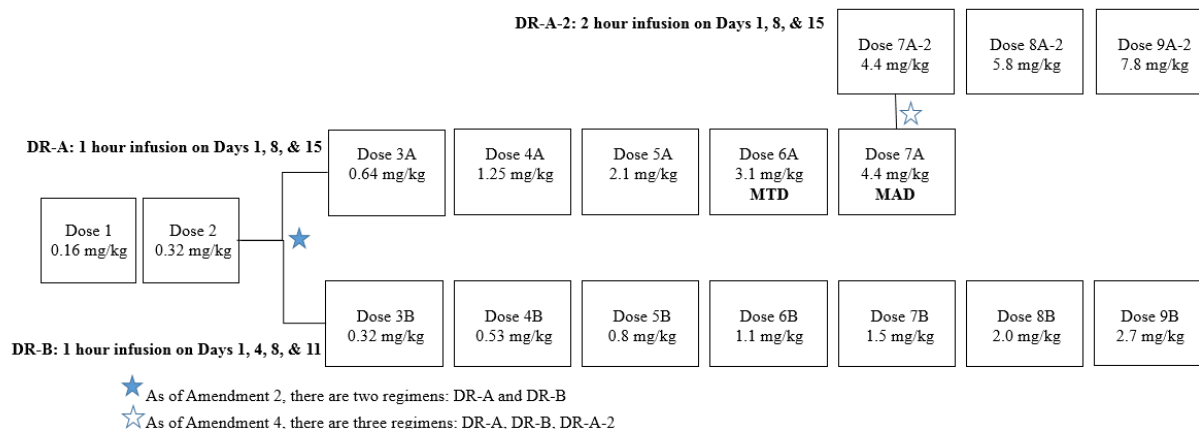 DR-A-2: 2 hour infusion on Days 1, 8, & 15
Dose 7A-2
4.4 mg/kg
Dose 8A-2
5.8 mg/kg
Dose 9A-2
7.8 mg/kg
DR-A: 1 hour infusion on Days 1, 8, & 15
Dose 3A
0.64 mg/kg
Dose 4A
1.25 mg/kg
Dose 5A
2.1 mg/kg
Dose 6A
3.1 mg/kg
MTD
Dose 7A
4.4 mg/kg
MAD
Dose 1
0.16 mg/kg
Dose 2
0.32 mg/kg
Dose 3B
0.32 mg/kg
Dose 4B
0.53 mg/kg
Dose 5B
0.8 mg/kg
Dose 6B
1.1 mg/kg
Dose 7B
1.5 mg/kg
Dose 8B
2.0 mg/kg
Dose 9B
2.7 mg/kg
DR-B: 1 hour infusion on Days 1, 4, 8, & 11
As of Amendment 2, there are two regimens: DR-A and DR-B
As of Amendment 4, there are three regimens: DR-A, DR-B, DR-A-2